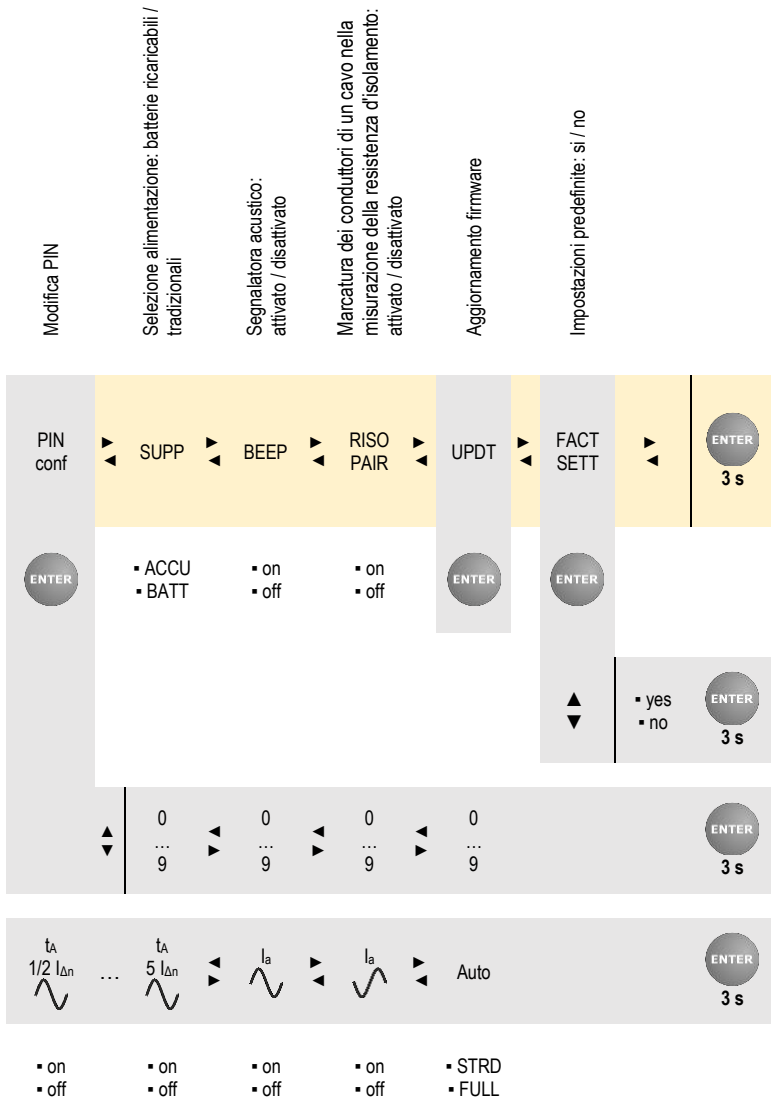 Modifica PIN
Selezione alimentazione: batterie ricaricabili /
tradizionali
Segnalatora acustico:
attivato / disattivato
Marcatura dei conduttori di un cavo nella
misurazione della resistenza d'isolamento:
attivato / disattivato
Aggiornamento firmware
Impostazioni predefinite: si / no
PIN
conf
SUPP
BEEP
RISO
PAIR
UPDT
FACT
SETT
ENTER
3 s
ENTER
▪ ACCU
▪ BATT
▪ on
▪ off
▪ on
▪ off
ENTER
ENTER
▪ yes
▪ no
ENTER
3 s
0
…
9
0
…
9
0
…
9
0
…
9
ENTER
3 s
tA
1/2 IΔn
…
tA
5 IΔn
Ia
Ia
Auto
ENTER
3 s
▪ on
▪ off
▪ on
▪ off
▪ on
▪ off
▪ on
▪ off
▪ STRD
▪ FULL